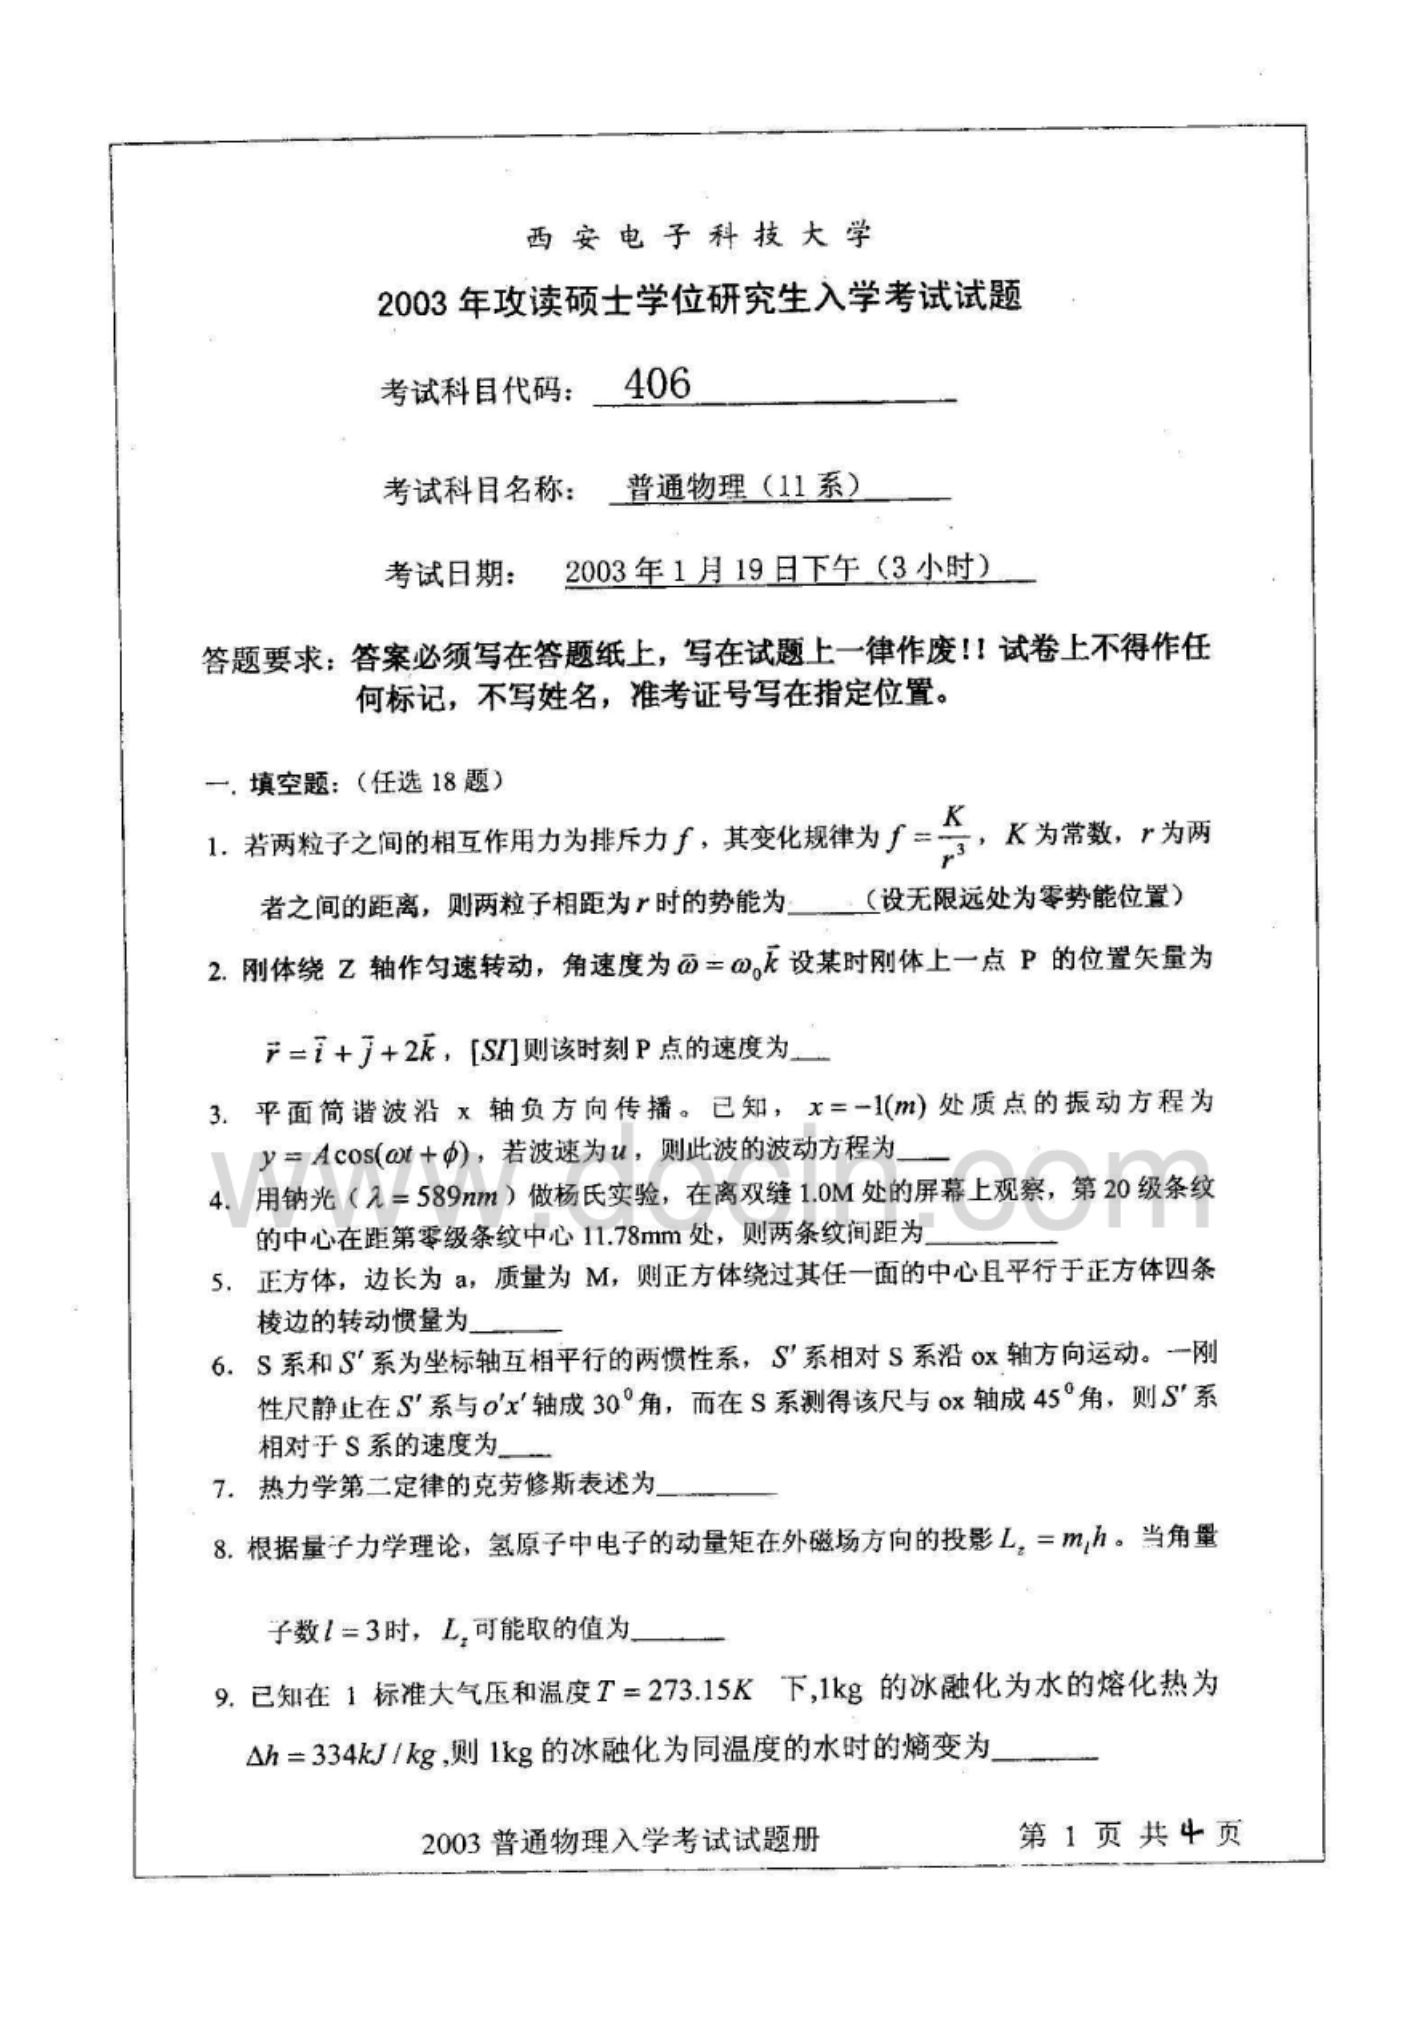 西安电子科技大学
2003年攻读硕士学位研究生入学考试试题
考试科目代码： 406
考试科目名称： 普通物理（11系）
考试日期： 2003年1月19日下午（3小时）
答题要求：答案必须写在答题纸上，写在试题上一律作废！！试卷上不得作任
何标记，不写姓名，准考证号写在指定位置。
一. 填空题：（任选18题）
1. 若两粒子之间的相互作用力为排斥力 f，其变化规律为 f = K/r³，K 为常数，r 为两
者之间的距离，则两粒子相距为 r 时的势能为_____（设无限远处为零势能位置）
2. 刚体绕 Z 轴作匀速转动，角速度为 ω⃗ = ω₀k⃗ 设某时刚体上一点 P 的位置矢量为
r⃗ = i⃗ + j⃗ + 2k⃗，[SI]则该时刻 P 点的速度为___
3. 平面简谐波沿 x 轴负方向传播。已知，x = −1(m) 处质点的振动方程为
y = A cos(ωt + ϕ)，若波速为 u，则此波的波动方程为____
4. 用钠光（λ = 589nm）做杨氏实验，在离双缝 1.0M 处的屏幕上观察，第 20 级条纹
的中心在距第零级条纹中心 11.78mm 处，则两条纹间距为__________
5. 正方体，边长为 a，质量为 M，则正方体绕过其任一面的中心且平行于正方体四条
棱边的转动惯量为_______
6. S 系和 S′ 系为坐标轴互相平行的两惯性系，S′ 系相对 S 系沿 ox 轴方向运动。一刚
性尺静止在 S′ 系与 o′x′ 轴成 30⁰ 角，而在 S 系测得该尺与 ox 轴成 45⁰ 角，则 S′ 系
相对于 S 系的速度为____
7. 热力学第二定律的克劳修斯表述为_________
8. 根据量子力学理论，氢原子中电子的动量矩在外磁场方向的投影 L_z = m_l h。当角量
子数 l = 3 时，L_z 可能取的值为_______
9. 已知在 1 标准大气压和温度 T = 273.15K 下,1kg 的冰融化为水的熔化热为
Δh = 334kJ / kg ,则 1kg 的冰融化为同温度的水时的熵变为________
2003 普通物理入学考试试题册
第 1 页 共 4 页
www.docin.com